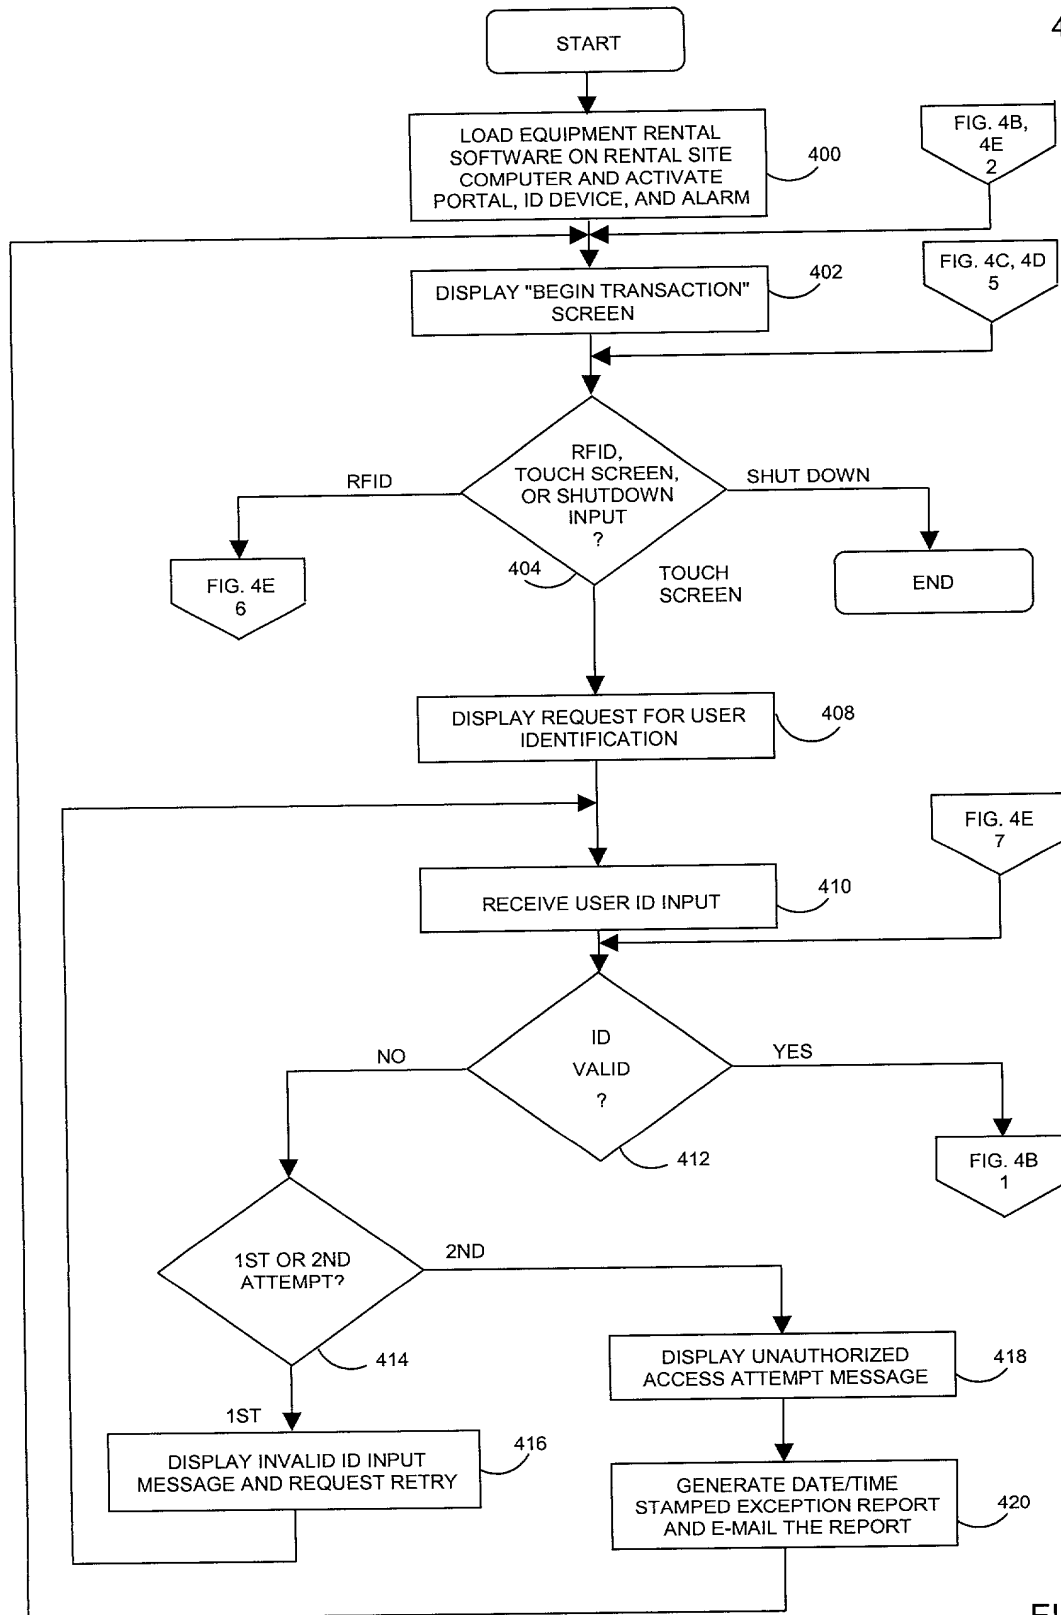 START
4
LOAD EQUIPMENT RENTAL
SOFTWARE ON RENTAL SITE
COMPUTER AND ACTIVATE
PORTAL, ID DEVICE, AND ALARM
400
FIG. 4B,
4E
2
DISPLAY "BEGIN TRANSACTION"
SCREEN
402
FIG. 4C, 4D
5
RFID,
TOUCH SCREEN,
OR SHUTDOWN
INPUT
?
RFID
SHUT DOWN
404
TOUCH
SCREEN
FIG. 4E
6
END
DISPLAY REQUEST FOR USER
IDENTIFICATION
408
FIG. 4E
7
RECEIVE USER ID INPUT
410
ID
VALID
?
NO
YES
412
FIG. 4B
1
1ST OR 2ND
ATTEMPT?
2ND
414
1ST
DISPLAY UNAUTHORIZED
ACCESS ATTEMPT MESSAGE
418
DISPLAY INVALID ID INPUT
MESSAGE AND REQUEST RETRY
416
GENERATE DATE/TIME
STAMPED EXCEPTION REPORT
AND E-MAIL THE REPORT
420